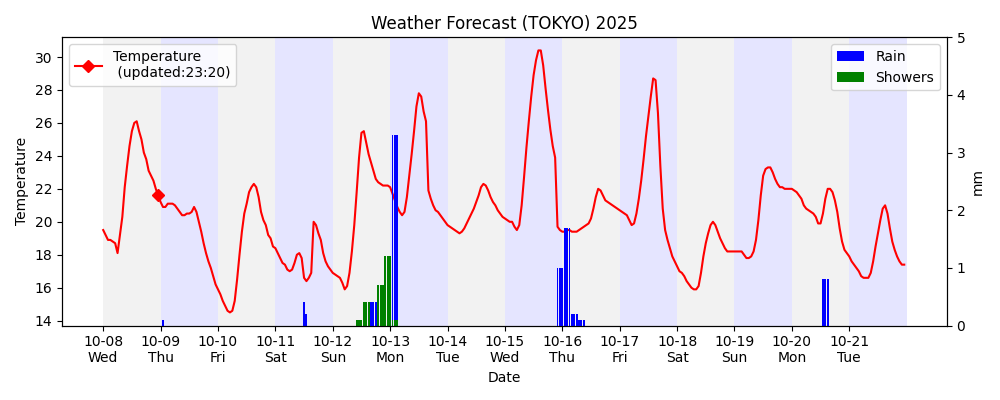 Weather Forecast (TOKYO) 2025
Temperature
(updated:23:20)
Rain
Showers
30
28
26
24
22
20
18
16
14
Temperature
5
4
3
2
1
0
mm
10-08 10-09 10-10 10-11 10-12 10-13 10-14 10-15 10-16 10-17 10-18 10-19 10-20 10-21
Wed Thu Fri Sat Sun Mon Tue Wed Thu Fri Sat Sun Mon Tue
Date